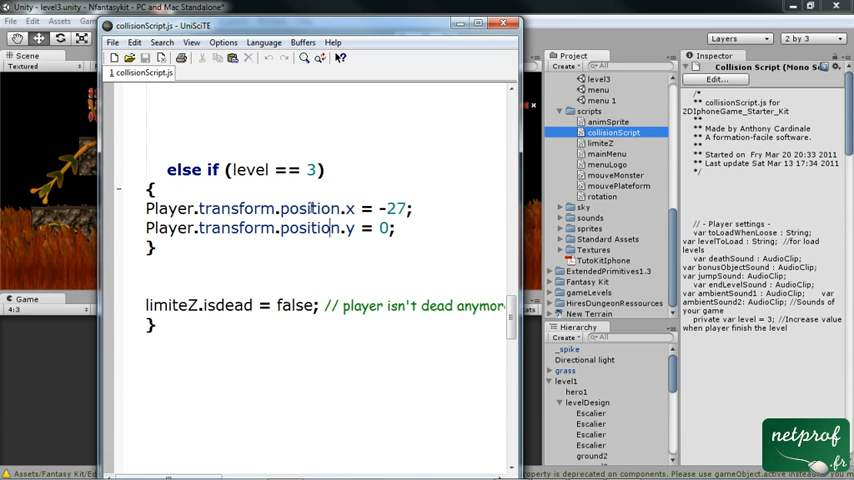 Unity - level3.unity - Nfantasykit - PC and Mac Standalone*
File
Edit
As
collisionScript.js - UniSciTE
File Edit Search View Tools Options Language Buffers Help
1 collisionScript.js
else if (level == 3)
{
Player.transform.position.x = -27;
Player.transform.position.y = 0;
}
limiteZ.isdead = false; // player isn't dead anymor
}
Layers
2 by 3
Scene
Textured
Game
4:3
Project
Create
level3
menu
menu 1
scripts
animSprite
collisionScript
limiteZ
mainMenu
menuLogo
mouveMonster
mouvePlateform
rotation
sky
sounds
sprites
Standard Assets
Textures
TutoKitIphone
ExtendedPrimitives1.3
Fantasy Kit
gameLevels
HiresDungeonRessources
New Terrain
Hierarchy
Create
_spike
Directional light
grass
level1
hero1
levelDesign
Escalier
Escalier
Escalier
ground2
Inspector
Collision Script (Mono S
Edit...
/*
** collisionScript.js for
2DIphoneGame_Starter_Kit
**
** Made by Anthony Cardinale
** A formation-facile software.
**
** Started on Fri Mar 20 20:33 2011
** Last update Sat Mar 13 15:23 2011
*/
// - Player settings -
var toLoadWhenLoose : String;
var levelToLoad : String; //for load
levels
var deathSound : AudioClip; var
bonusObjectSound : AudioClip; var
jumpSound: AudioClip; var
endLevelSound : AudioClip; var
ambientSound1 : AudioClip; var
ambientSound2 : AudioClip; //Sounds of
your game
private var level = 3; //Increase value
when player finish the level
netprof
.fr
Assets/Fantasy Kit/
property is deprecated on components. Please use gameObject.active instead